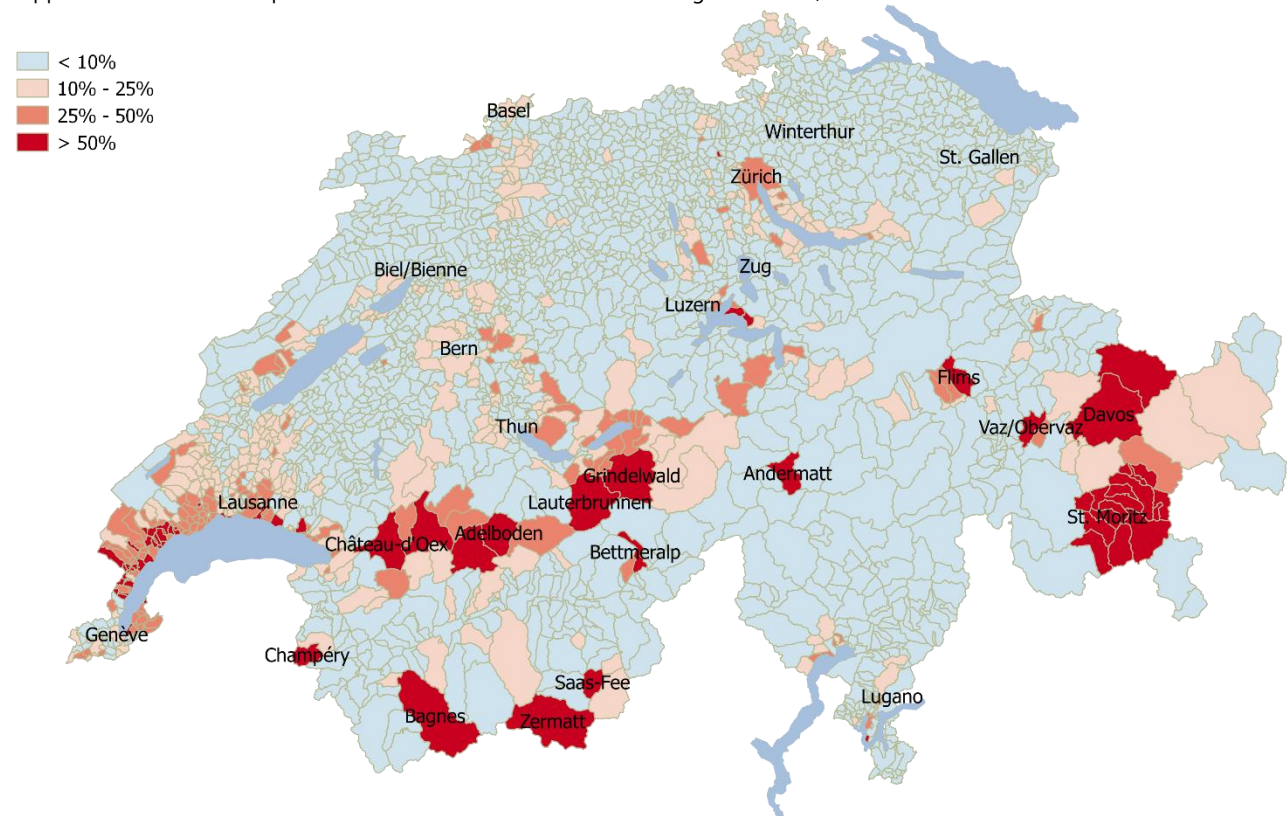 < 10%
10% - 25%
25% - 50%
> 50%
Basel
Winterthur
St. Gallen
Zürich
Biel/Bienne
Zug
Luzern
Bern
Flims
Thun
Vaz/Obervaz
Davos
Grindelwald
Andermatt
Lauterbrunnen
Lausanne
St. Moritz
Château-d'Oex
Adelboden
Bettmeralp
Genève
Champéry
Saas-Fee
Lugano
Bagnes
Zermatt